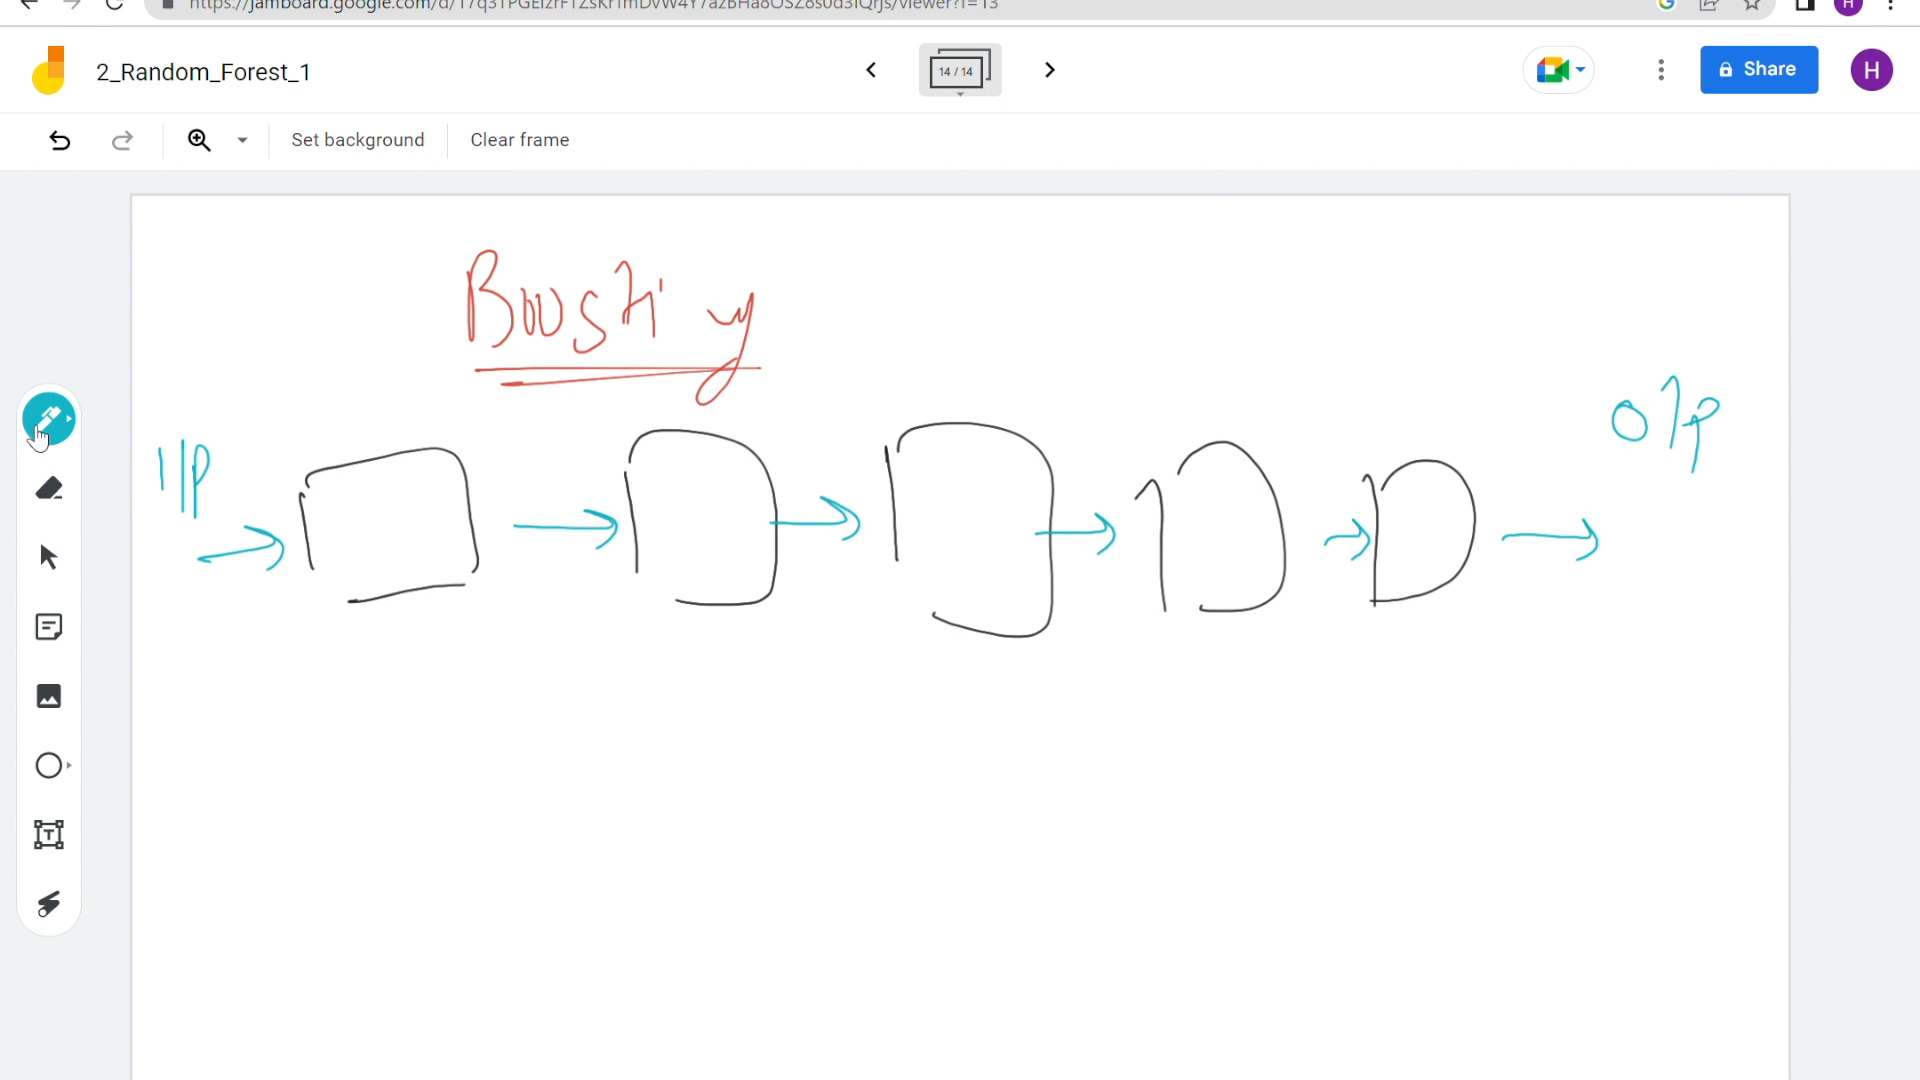 2_Random_Forest_1
14 / 14
Share
H
Set background
Clear frame
Boosting
I/P
O/P